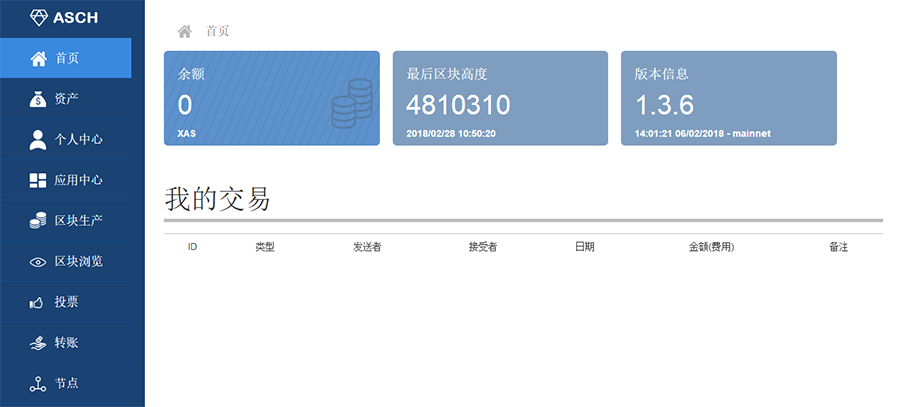 ASCH
首页
资产
个人中心
应用中心
区块生产
区块浏览
投票
转账
节点
首页
余额
0
XAS
最后区块高度
4810310
2018/02/28 10:50:20
版本信息
1.3.6
14:01:21 06/02/2018 - mainnet
我的交易
ID 类型 发送者 接受者 日期 金额(费用) 备注